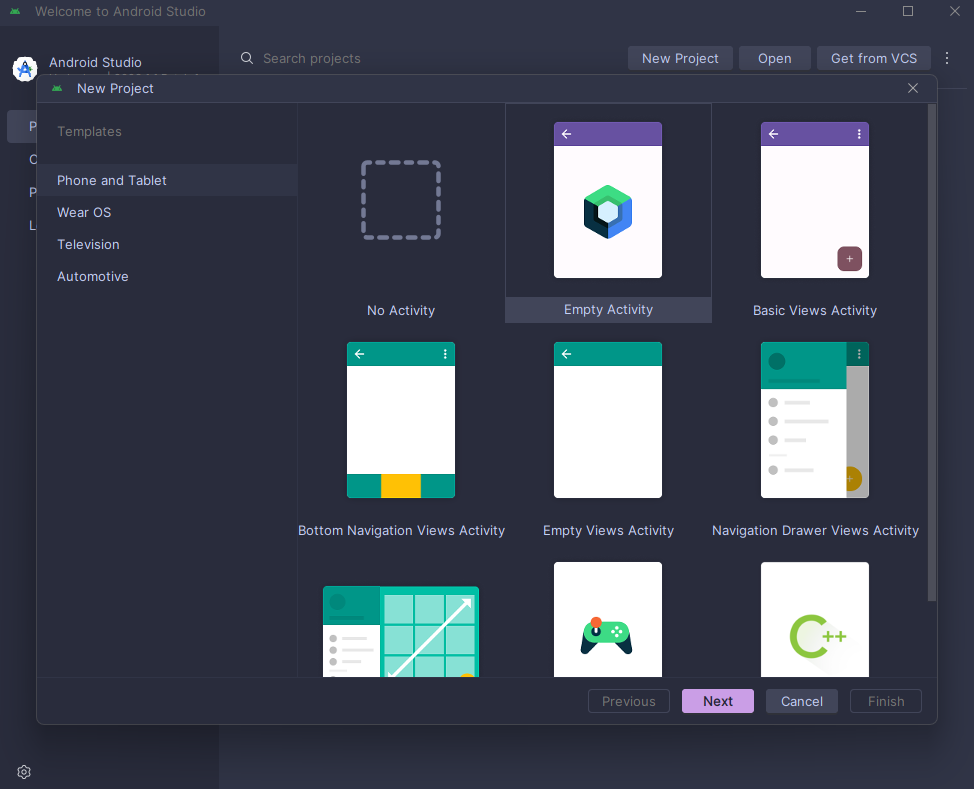 Welcome to Android Studio
Android Studio
Search projects
New Project
Open
Get from VCS
New Project
Templates
Phone and Tablet
Wear OS
Television
Automotive
No Activity
Empty Activity
Basic Views Activity
Bottom Navigation Views Activity
Empty Views Activity
Navigation Drawer Views Activity
C++
Previous
Next
Cancel
Finish